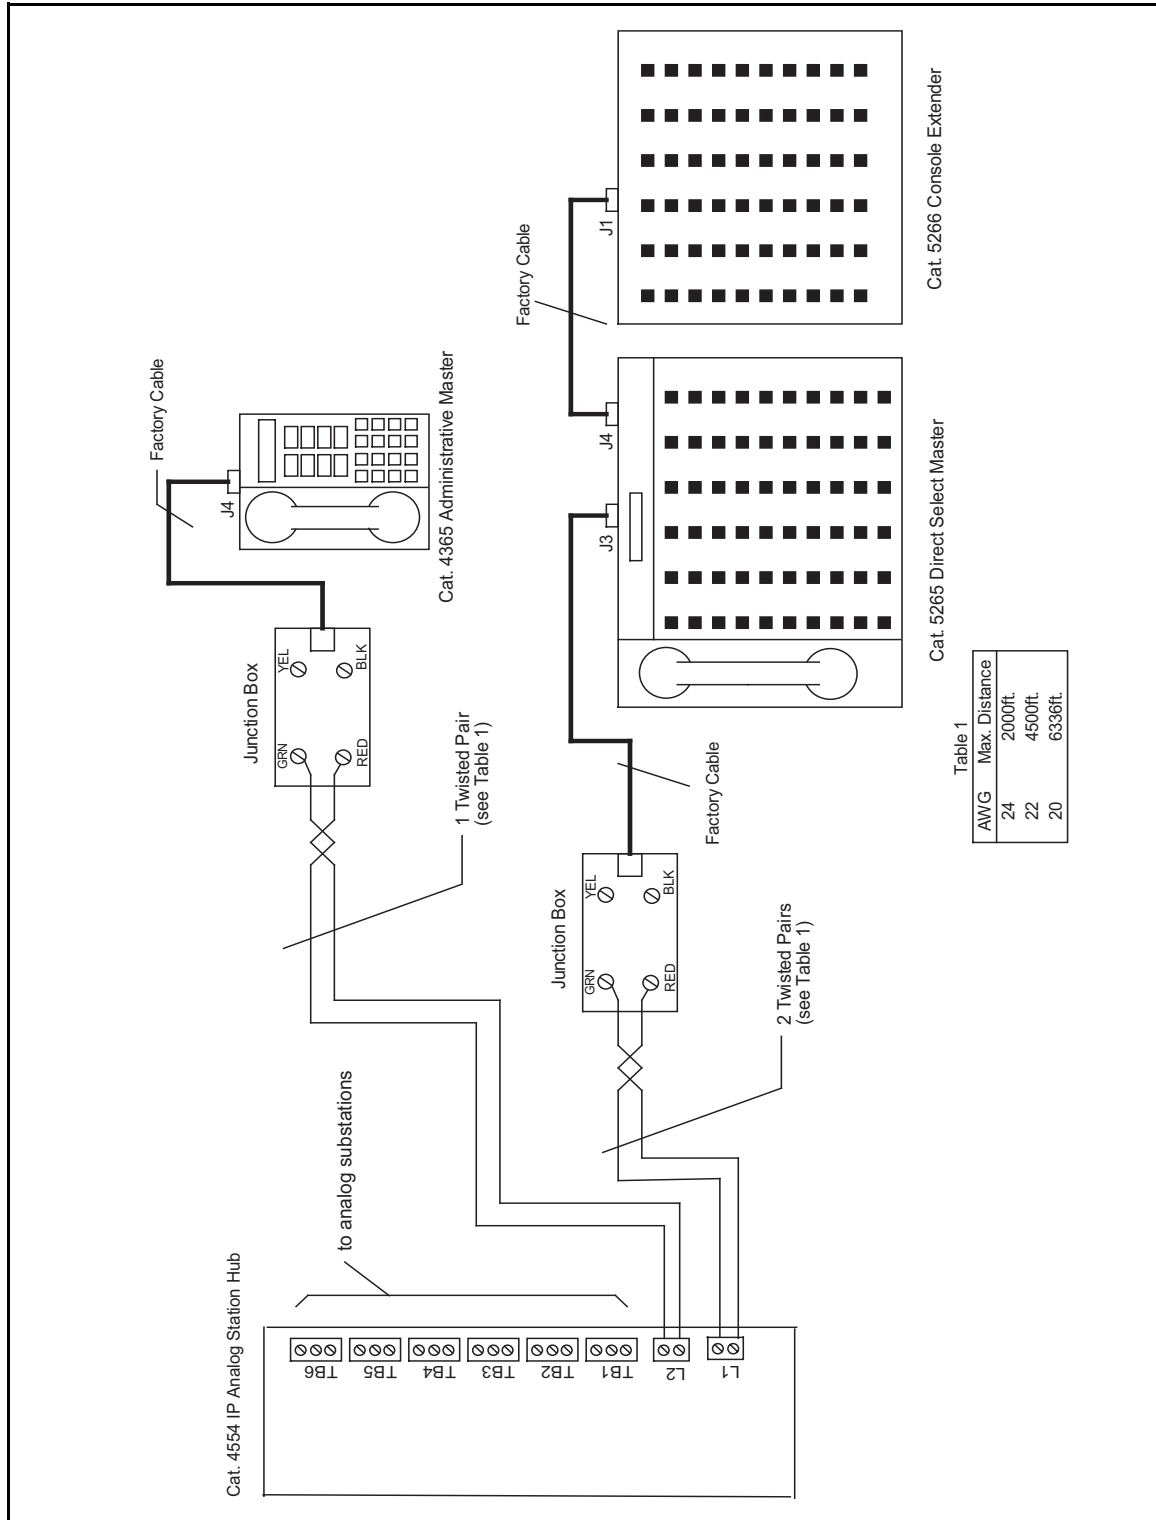 Cat. 4554 IP Analog Station Hub
TB6
TB5
TB4
TB3
TB2
TB1
L2
L1
to analog substations
1 Twisted Pair
(see Table 1)
Junction Box
GRN
YEL
RED
BLK
Factory Cable
J4
Cat. 4365 Administrative Master
2 Twisted Pairs
(see Table 1)
Junction Box
GRN
YEL
RED
BLK
Factory Cable
J3
J4
Cat. 5265 Direct Select Master
Factory Cable
J1
Cat. 5266 Console Extender
Table 1
AWG Max. Distance
24 2000ft.
22 4500ft.
20 6336ft.